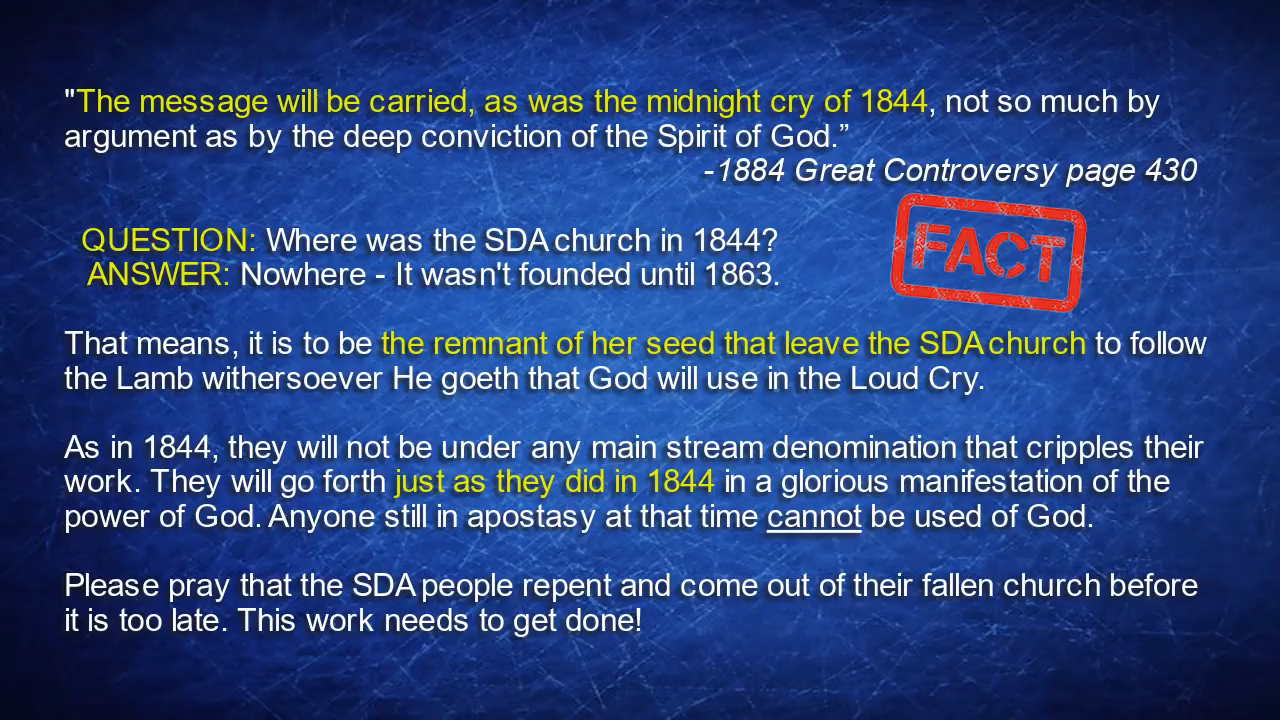 "The message will be carried, as was the midnight cry of 1844, not so much by
argument as by the deep conviction of the Spirit of God.”
-1884 Great Controversy page 430
QUESTION: Where was the SDA church in 1844?
ANSWER: Nowhere - It wasn't founded until 1863.
FACT
That means, it is to be the remnant of her seed that leave the SDA church to follow
the Lamb withersoever He goeth that God will use in the Loud Cry.
As in 1844, they will not be under any main stream denomination that cripples their
work. They will go forth just as they did in 1844 in a glorious manifestation of the
power of God. Anyone still in apostasy at that time cannot be used of God.
Please pray that the SDA people repent and come out of their fallen church before
it is too late. This work needs to get done!